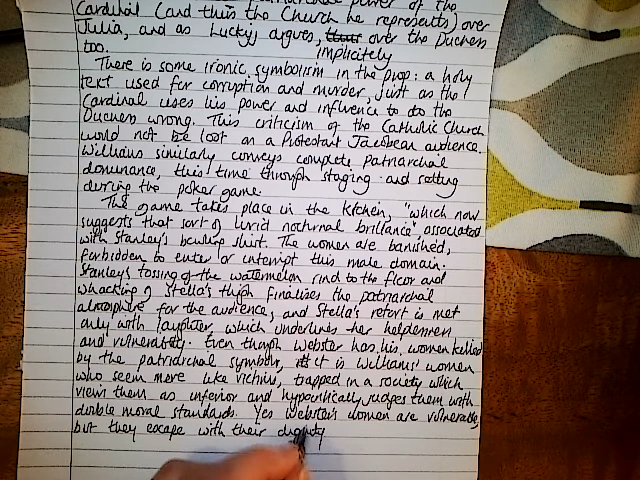 patriarchal power of the
Cardinal (and thus the Church he represents) over
Julia, and as Luckyj argues, over the Duchess
too. implicitely
There is some ironic symbolism in the prop: a holy
text used for corruption and murder, just as the
Cardinal uses his power and influence to do the
Duchess wrong. This criticism of the Catholic Church
would not be lost on a Protestant Jacobean audience.
Williams similarly conveys complete patriarchal
dominance, this time through staging and setting
during the poker game.
The game takes place in the kitchen, "which now
suggests that sort of lurid nocturnal brilliance", associated
with Stanley's bowling shirt. The women are banished,
forbidden to enter or interrupt this male domain.
Stanley's tossing of the watermelon rind to the floor and
whacking of Stella's thigh finalises the patriarchal
atmosphere for the audience, and Stella's retort is met
only with laughter, which underlines her
and vulnerability. Even though Webster has his women killed
by the patriarchal symbol, it is Williams' women
who seem more like victims, trapped in a society which
views them as inferior and hypocritically judges them with
double moral standards. Yes Webster's women are vulnerable,
but they escape with their dignity